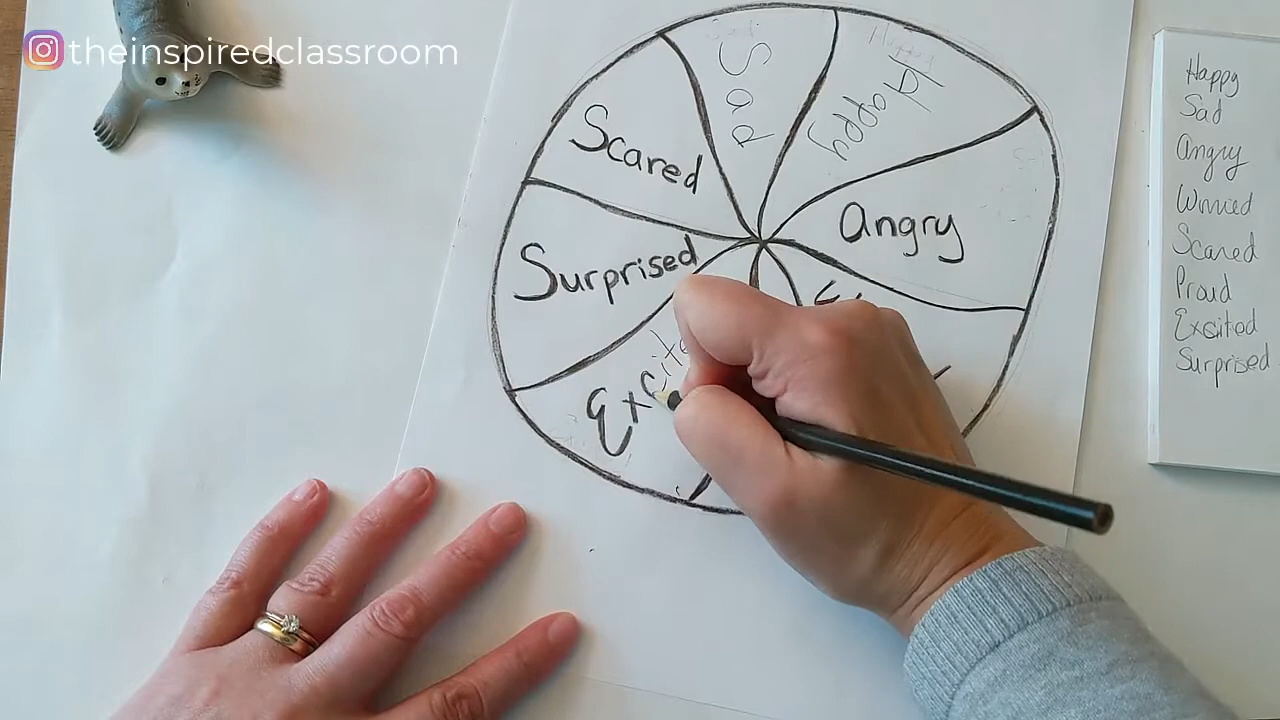 theinspiredclassroom
Sad
Happy
Scared
Angry
Surprised
Excite
Happy
Sad
Angry
Worried
Scared
Proud
Excited
Surprised